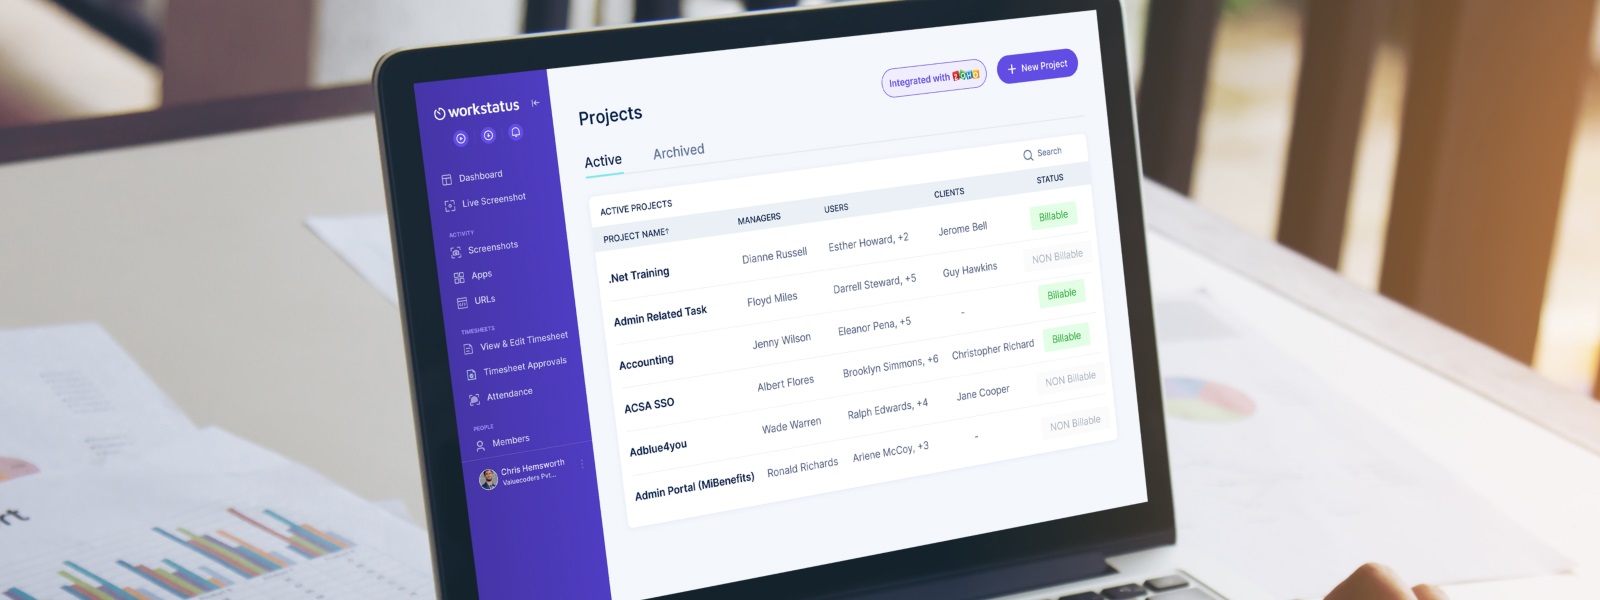 workstatus
Dashboard
Live Screenshot
ACTIVITY
Screenshots
Apps
URLs
TIMESHEETS
View & Edit Timesheet
Timesheet Approvals
Attendance
PEOPLE
Members
Chris Hemsworth
Valuecoders Pvt...
Projects
Integrated with ZOHO
+ New Project
Active Archived
Search
ACTIVE PROJECTS
PROJECT NAME↑ MANAGERS USERS CLIENTS STATUS
.Net Training Dianne Russell Esther Howard, +2 Jerome Bell Billable
Admin Related Task Floyd Miles Darrell Steward, +5 Guy Hawkins NON Billable
Accounting Jenny Wilson Eleanor Pena, +5 - Billable
ACSA SSO Albert Flores Brooklyn Simmons, +6 Christopher Richard Billable
Adblue4you Wade Warren Ralph Edwards, +4 Jane Cooper NON Billable
Admin Portal (MiBenefits) Ronald Richards Arlene McCoy, +3 - NON Billable
rt